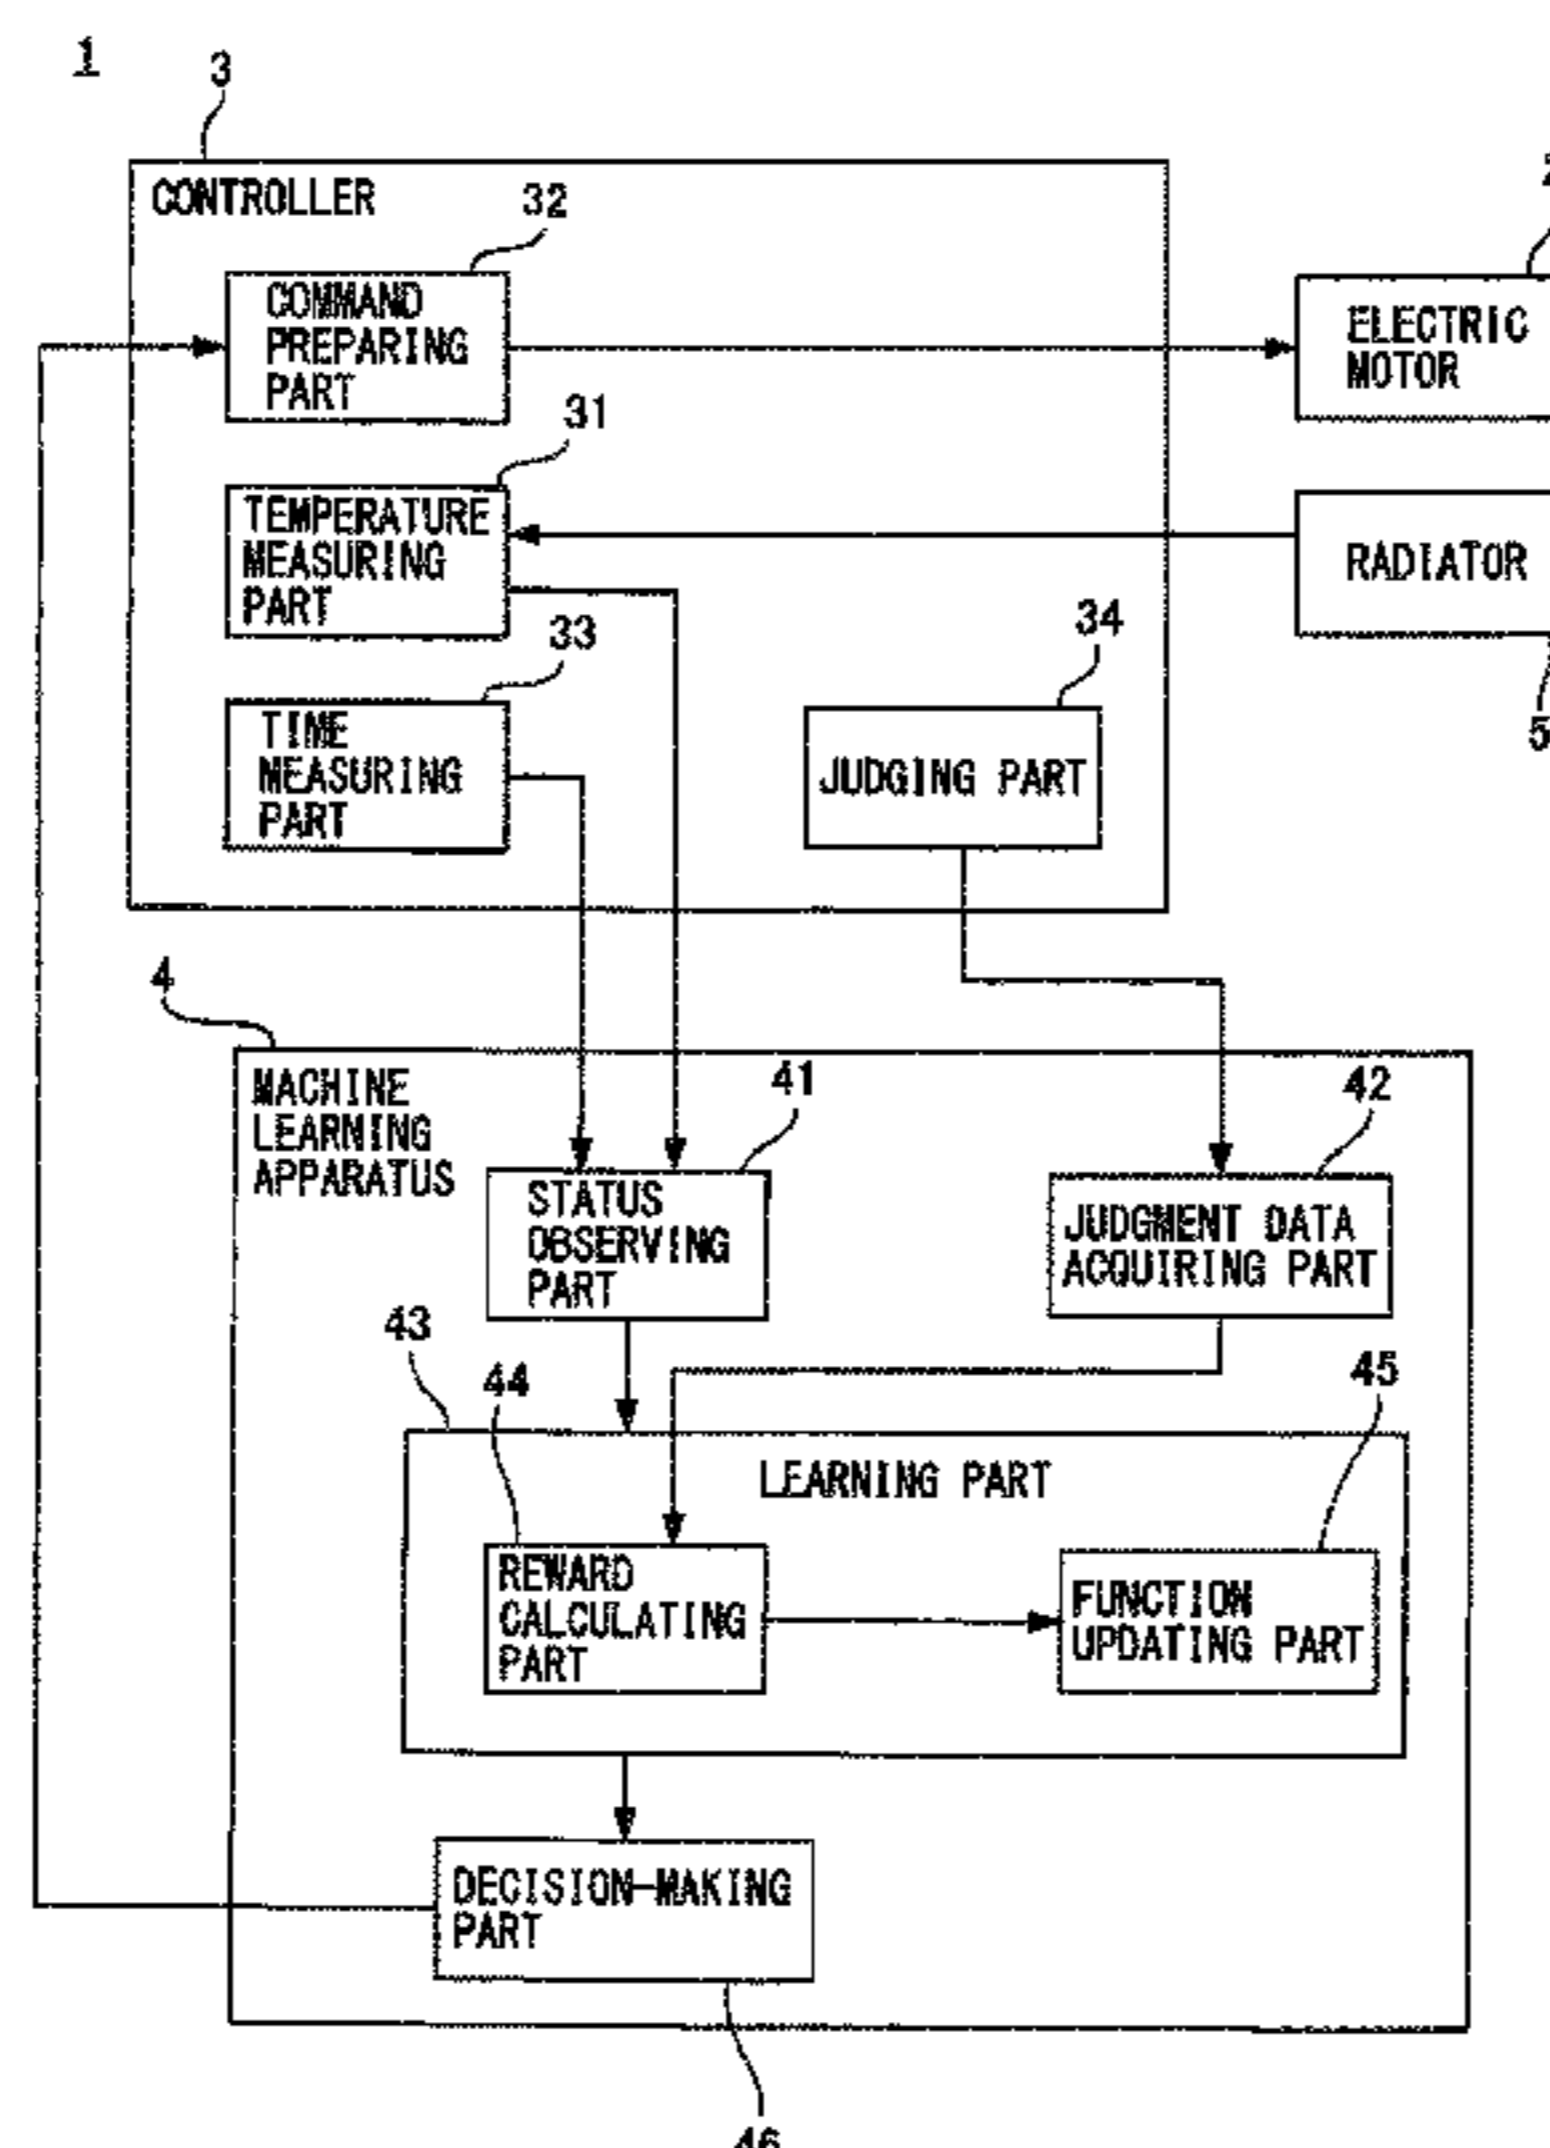 1
3
CONTROLLER
32
COMMAND
PREPARING
PART
2
ELECTRIC
MOTOR
31
TEMPERATURE
MEASURING
PART
RADIATOR
5
33
TIME
MEASURING
PART
34
JUDGING PART
4
MACHINE
LEARNING
APPARATUS
41
STATUS
OBSERVING
PART
42
JUDGMENT DATA
ACQUIRING PART
43
44
45
LEARNING PART
REWARD
CALCULATING
PART
FUNCTION
UPDATING PART
DECISION-MAKING
PART
46